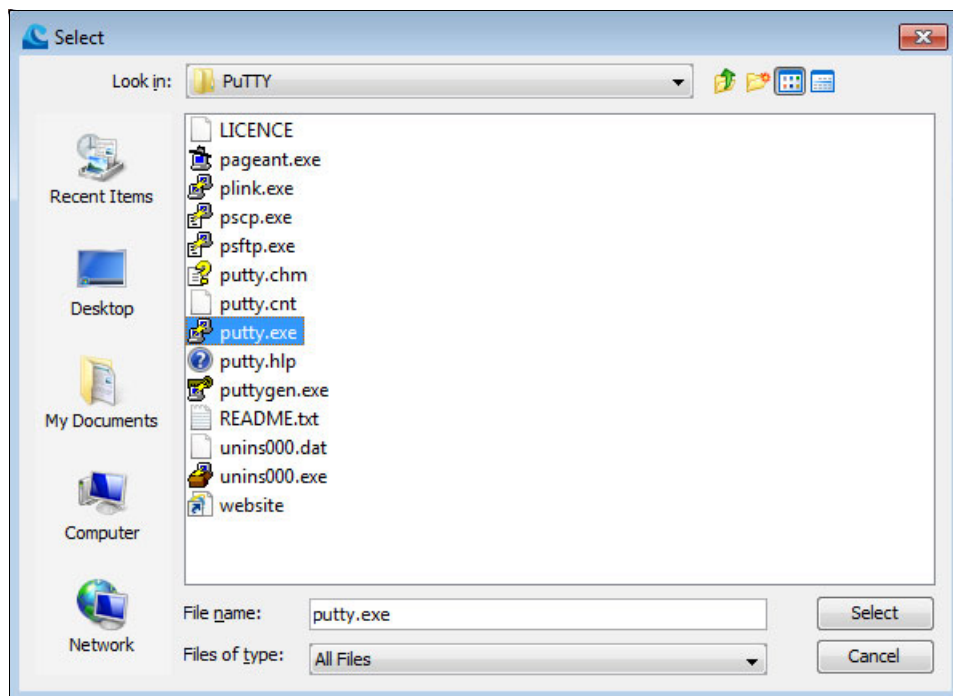 Select
Look in:
PuTTY
LICENCE
pageant.exe
plink.exe
pscp.exe
psftp.exe
putty.chm
putty.cnt
putty.exe
putty.hlp
puttygen.exe
README.txt
unins000.dat
unins000.exe
website
Recent Items
Desktop
My Documents
Computer
Network
File name:
putty.exe
Select
Files of type:
All Files
Cancel